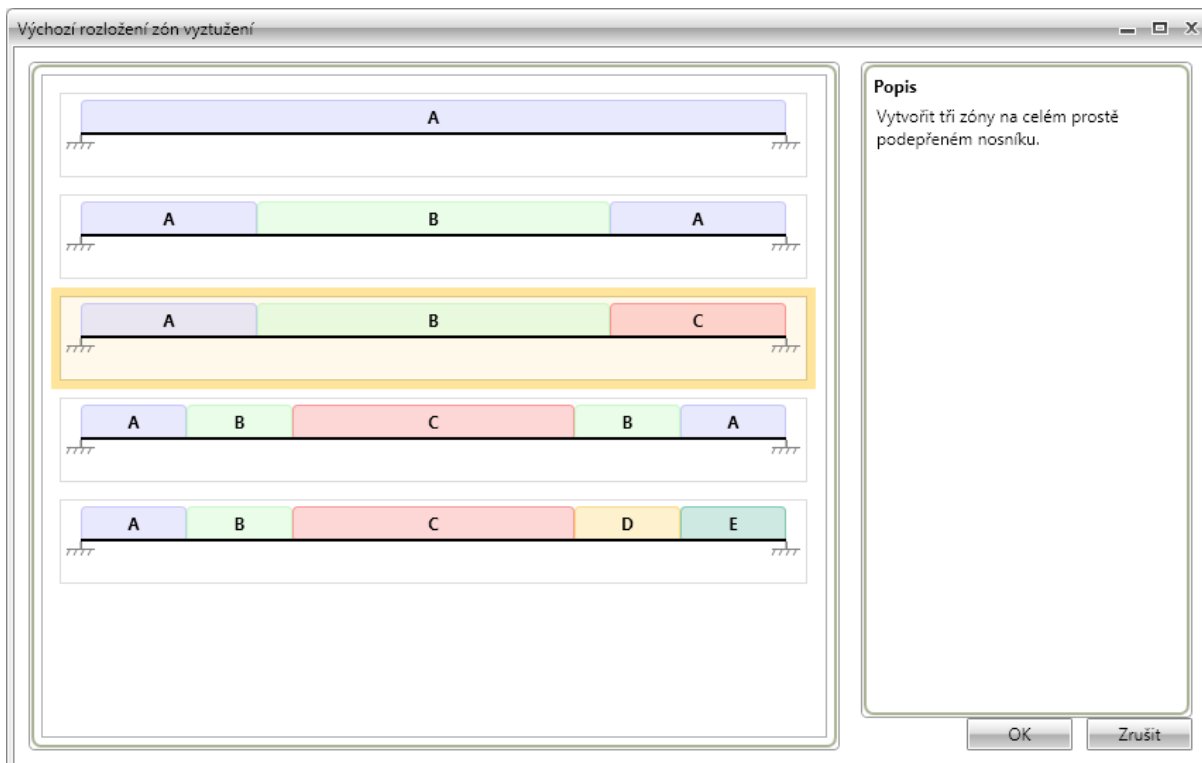 Výchozí rozložení zón vyztužení
A
A B A
A B C
A B C B A
A B C D E
Popis
Vytvořit tři zóny na celém prostě
podepřeném nosníku.
OK Zrušit